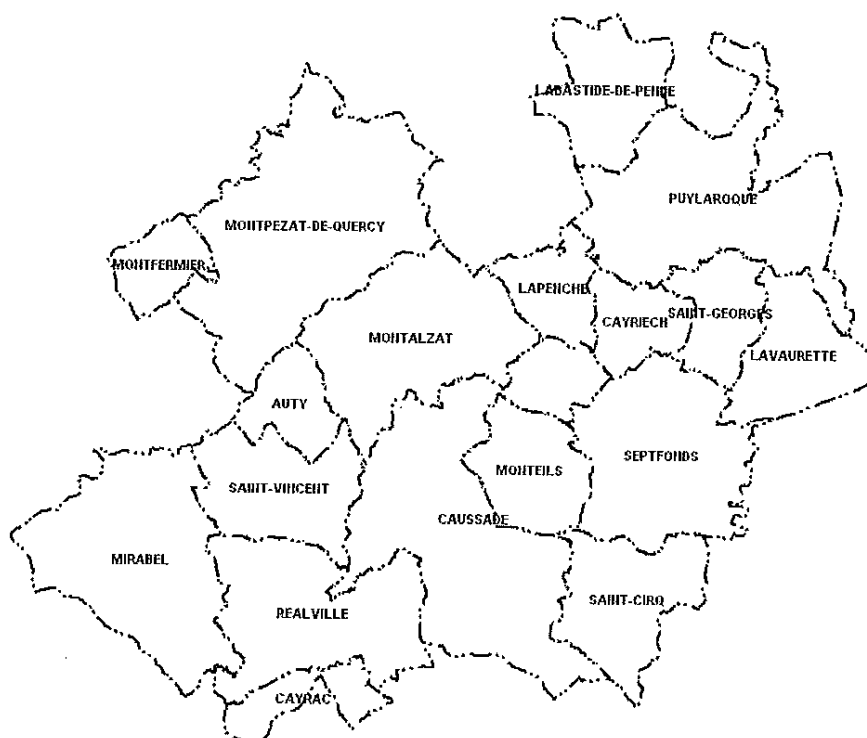 LABASTIDE-DE-PENNE
PUYLAROQUE
MONTPEZAT-DE-QUERCY
MONTFERMIER
LAPENCHE
CAYRIECH
SAINT-GEORGES
MONTALZAT
LAVAURETTE
AUTY
SEPTFONDS
MONTEILS
SAINT-VINCENT
CAUSSADE
MIRABEL
SAINT-CIRQ
REALVILLE
CAYRAC